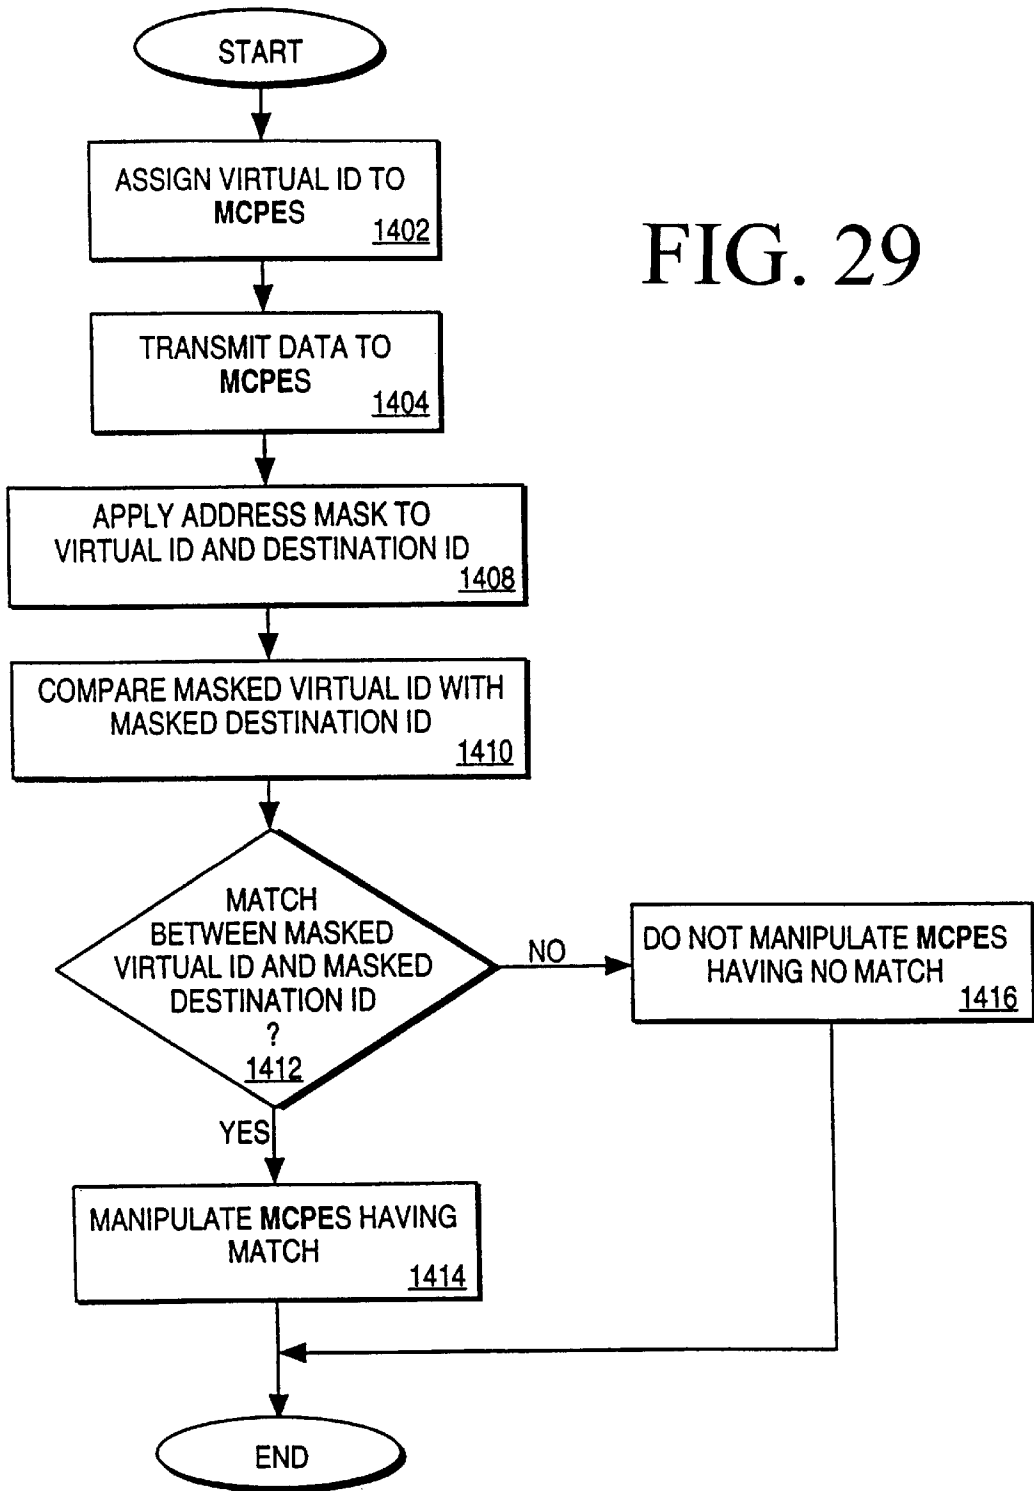 START
ASSIGN VIRTUAL ID TO
MCPES
1402
FIG. 29
TRANSMIT DATA TO
MCPES
1404
APPLY ADDRESS MASK TO
VIRTUAL ID AND DESTINATION ID
1408
COMPARE MASKED VIRTUAL ID WITH
MASKED DESTINATION ID
1410
MATCH
BETWEEN MASKED
VIRTUAL ID AND MASKED
DESTINATION ID
?
1412
NO
DO NOT MANIPULATE MCPES
HAVING NO MATCH
1416
YES
MANIPULATE MCPES HAVING
MATCH
1414
END